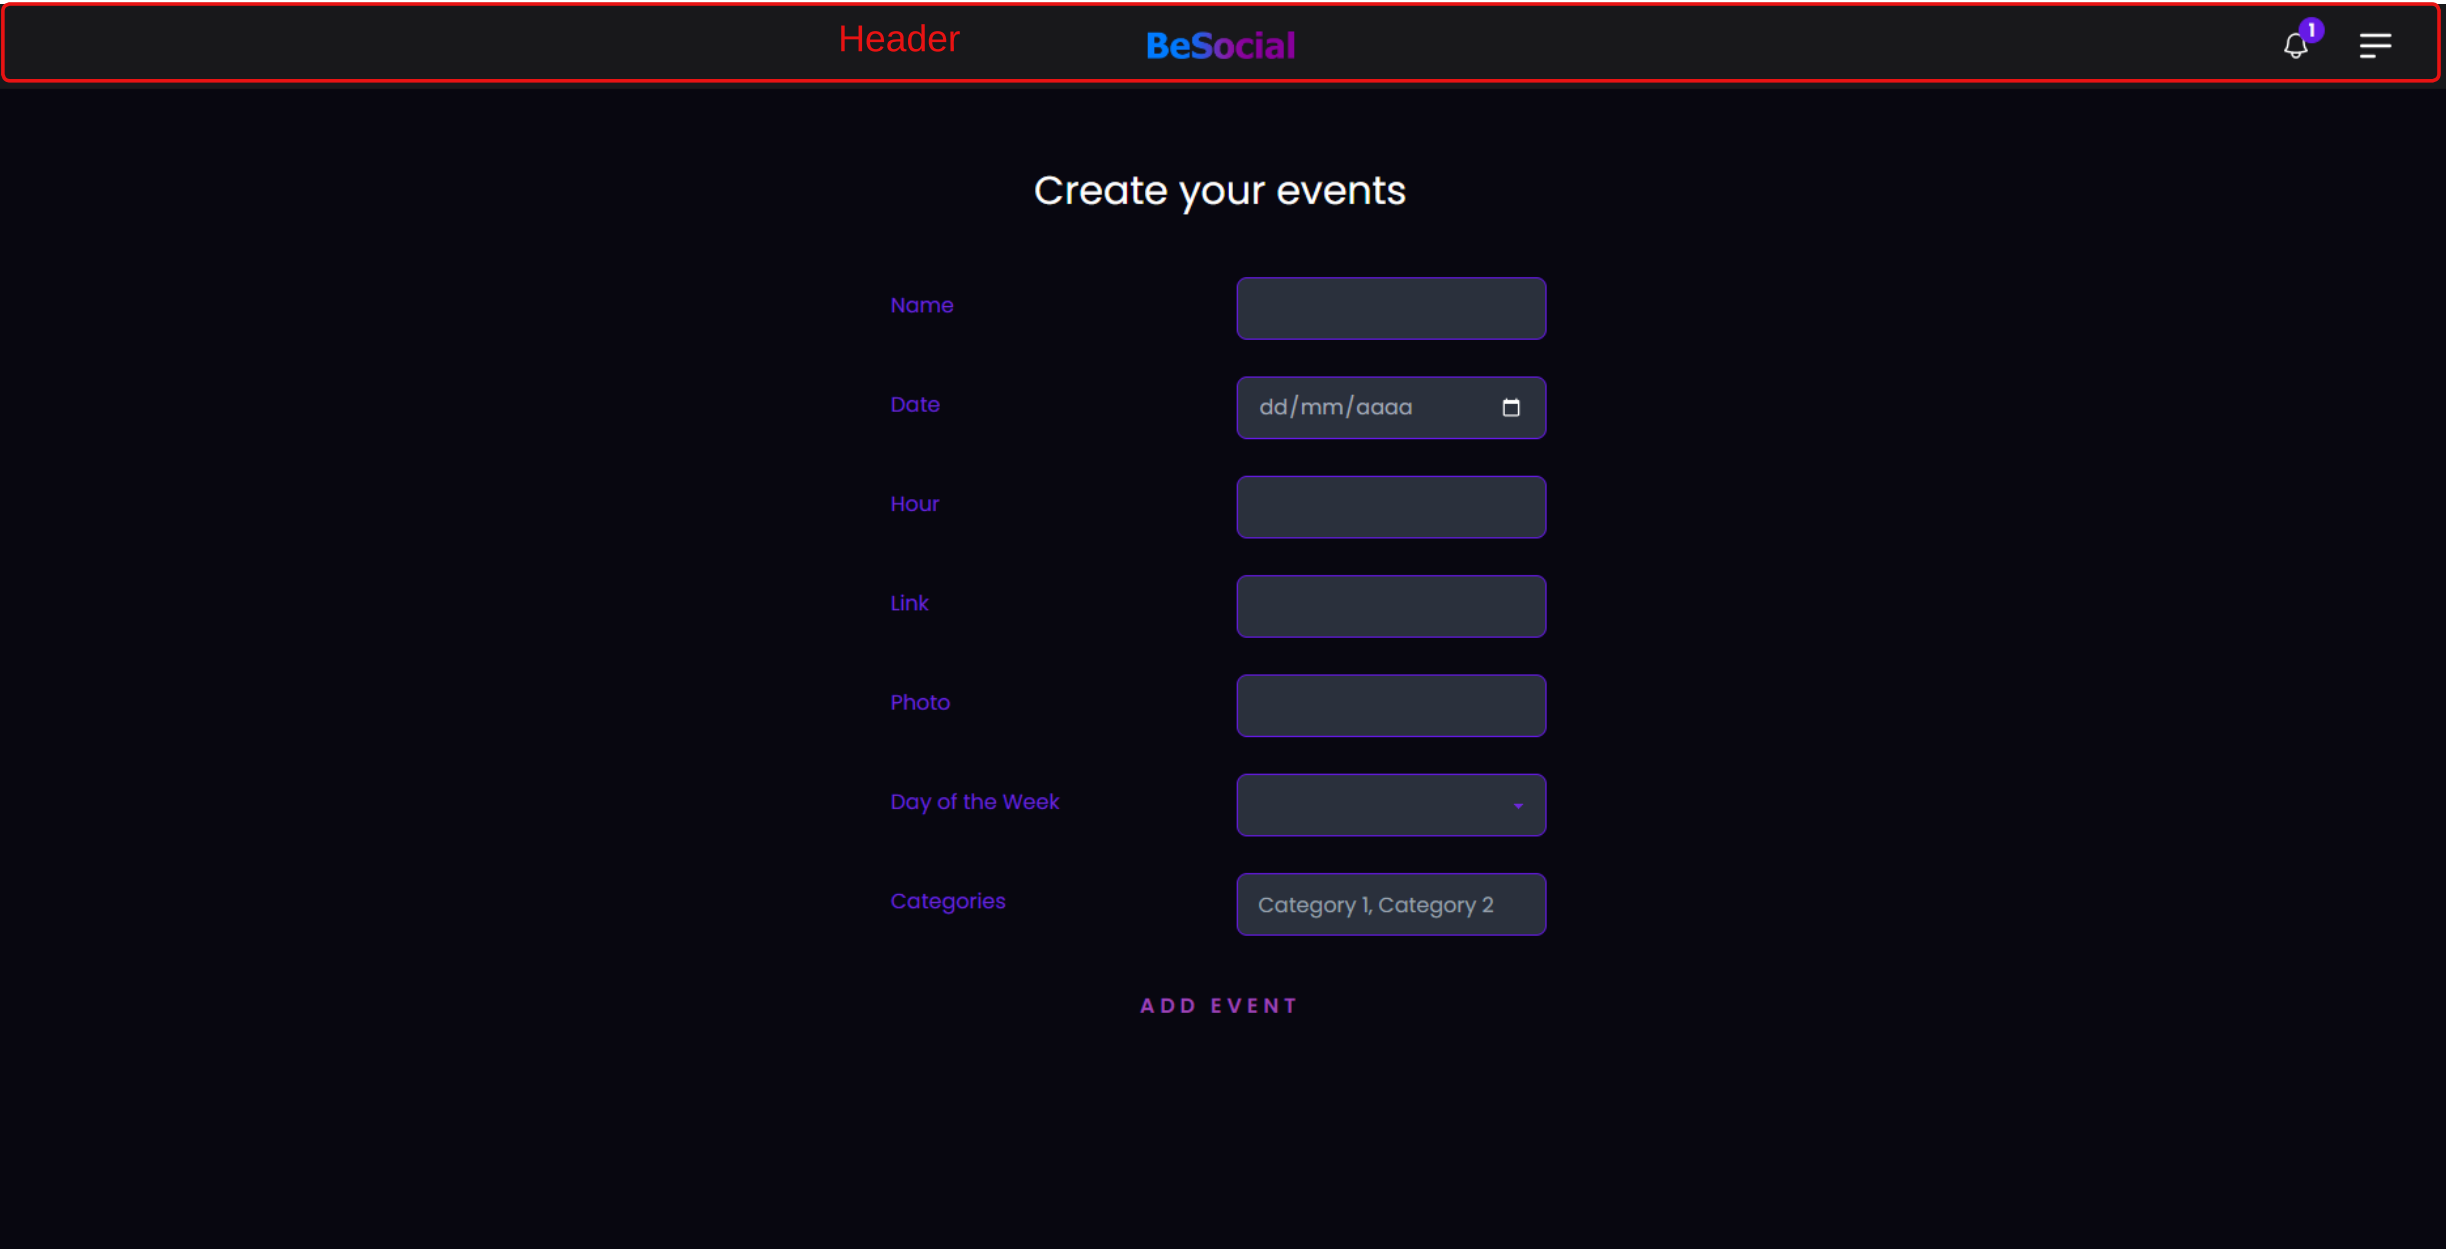 Header
BeSocial
1
Create your events
Name
Date
dd/mm/aaaa
Hour
Link
Photo
Day of the Week
Categories
Category 1, Category 2
ADD EVENT